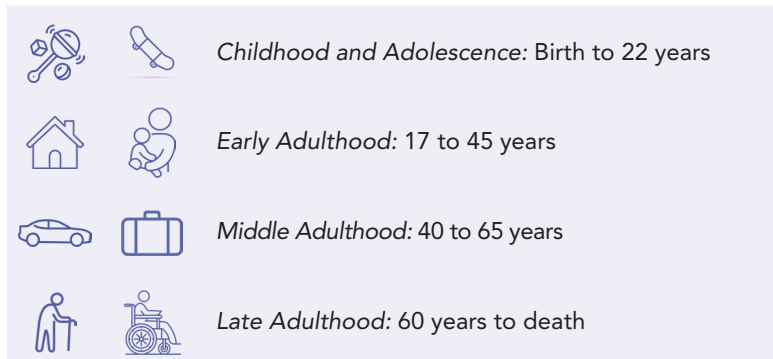 Childhood and Adolescence: Birth to 22 years
Early Adulthood: 17 to 45 years
Middle Adulthood: 40 to 65 years
Late Adulthood: 60 years to death